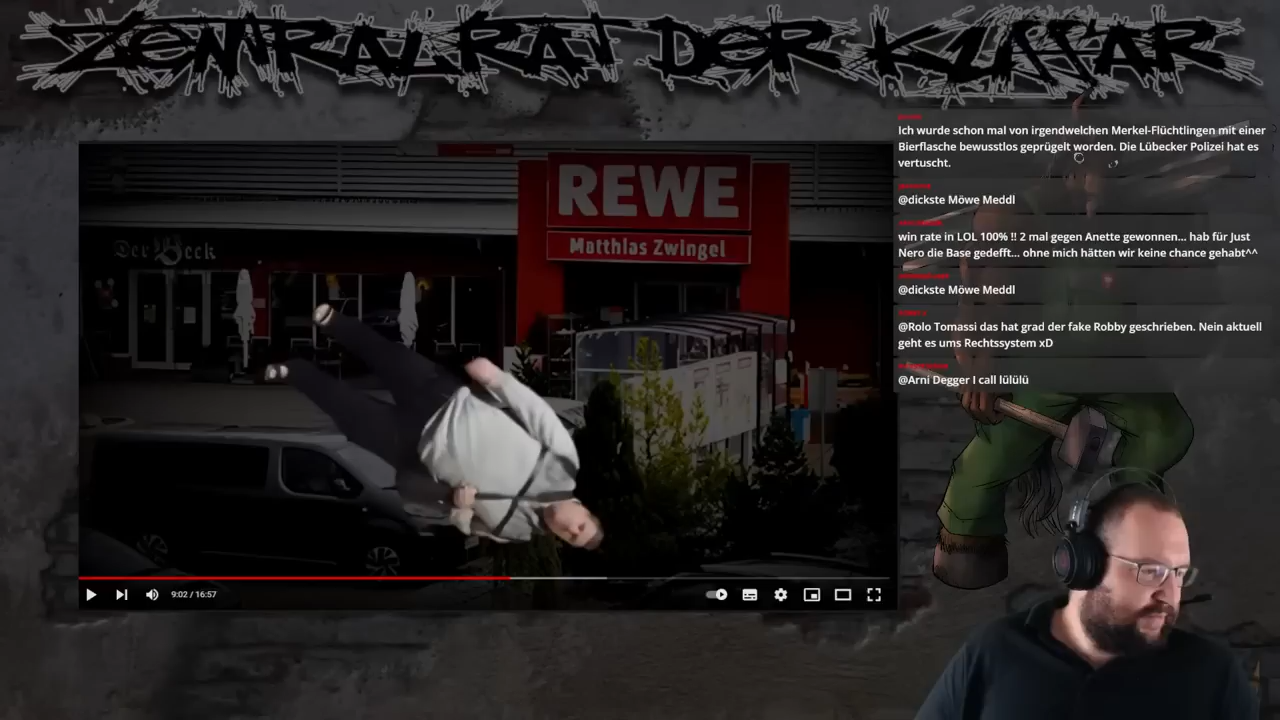 ZENTRALRAT DER KUFFAR
Ich wurde schon mal von irgendwelchen Merkel-Flüchtlingen mit einer
Bierflasche bewusstlos geprügelt worden. Die Lübecker Polizei hat es
vertuscht.
@dickste Möwe Meddl
win rate in LOL 100% !! 2 mal gegen Anette gewonnen... hab für Just
Nero die Base gedefft... ohne mich hätten wir keine chance gehabt^^
@dickste Möwe Meddl
@Rolo Tomassi das hat grad der fake Robby geschrieben. Nein aktuell
geht es ums Rechtssystem xD
@Arni Degger I call lülülü
REWE
Matthias Zwingel
Der Beck
9:02 / 16:57